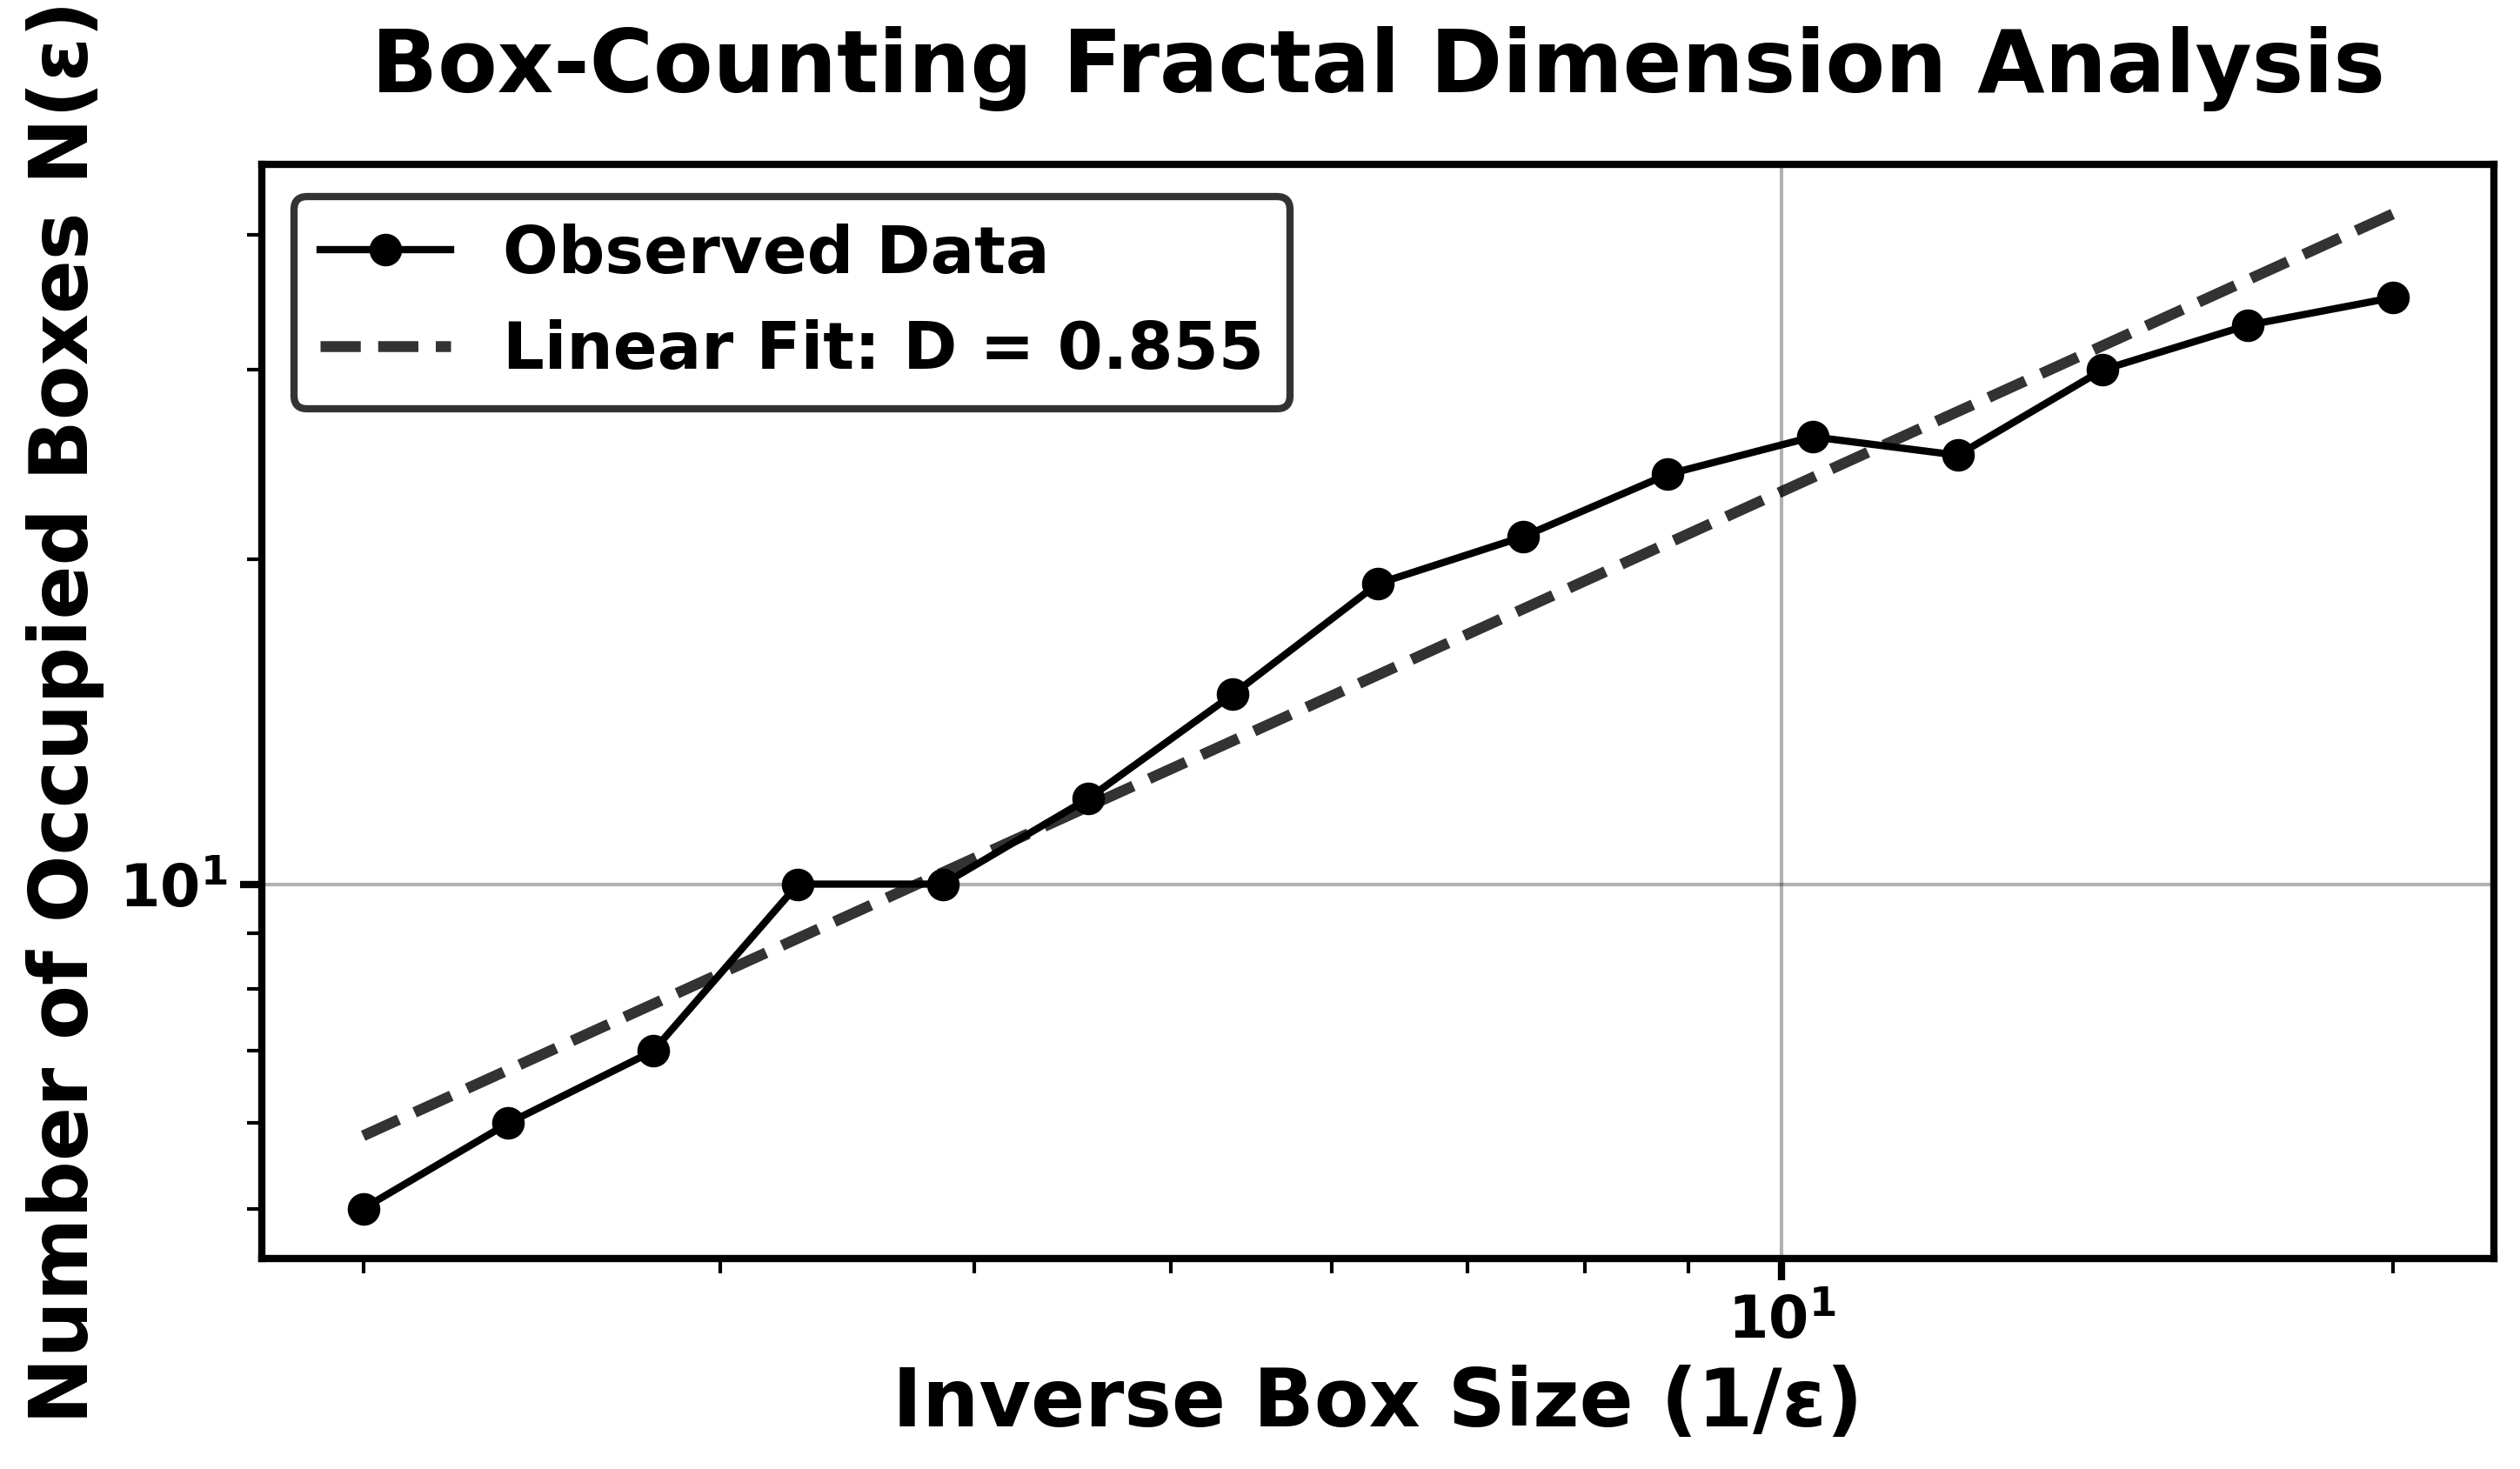 Box-Counting Fractal Dimension Analysis
Number of Occupied Boxes N(ε)
Observed Data
Linear Fit: D = 0.855
10¹
10¹
Inverse Box Size (1/ε)